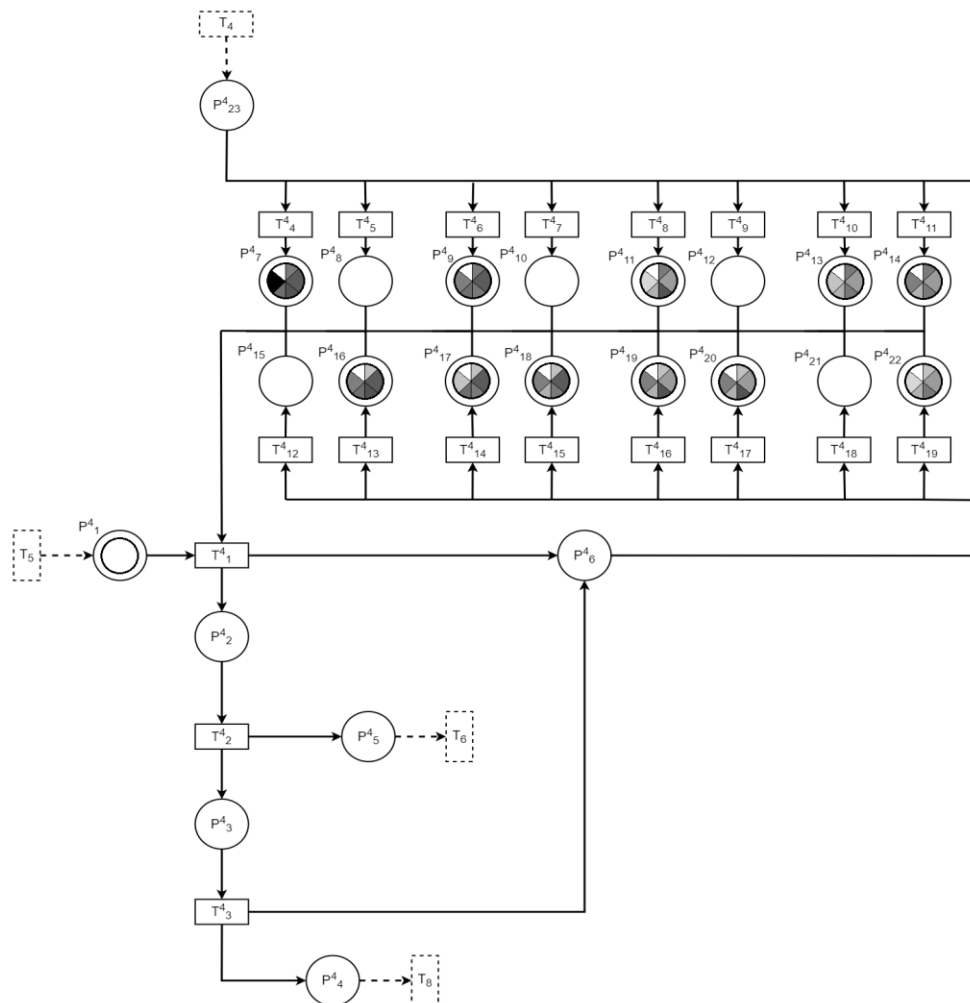 T₄
P⁴₂₃
T⁴₄ T⁴₅ T⁴₆ T⁴₇ T⁴₈ T⁴₉ T⁴₁₀ T⁴₁₁
P⁴₇ P⁴₈ P⁴₉ P⁴₁₀ P⁴₁₁ P⁴₁₂ P⁴₁₃ P⁴₁₄
P⁴₁₅ P⁴₁₆ P⁴₁₇ P⁴₁₈ P⁴₁₉ P⁴₂₀ P⁴₂₁ P⁴₂₂
T⁴₁₂ T⁴₁₃ T⁴₁₄ T⁴₁₅ T⁴₁₆ T⁴₁₇ T⁴₁₈ T⁴₁₉
T₅ P⁴₁ T⁴₁ P⁴₆
P⁴₂
T⁴₂ P⁴₅ T₆
P⁴₃
T⁴₃
P⁴₄ T₈